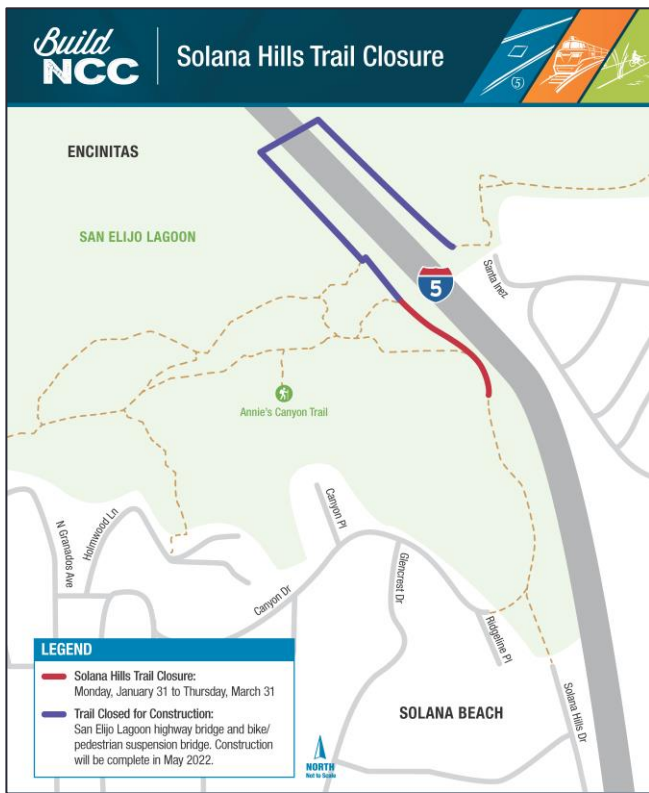 Build
NCC
Solana Hills Trail Closure
5
ENCINITAS
SAN ELIJO LAGOON
5
Santa Inez
Annie's Canyon Trail
N Granados Ave
Holmwood Ln
Canyon Pl
Canyon Dr
Glencrest Dr
Ridgeline Pl
Solana Hills Dr
SOLANA BEACH
LEGEND
Solana Hills Trail Closure:
Monday, January 31 to Thursday, March 31
Trail Closed for Construction:
San Elijo Lagoon highway bridge and bike/
pedestrian suspension bridge. Construction
will be complete in May 2022.
NORTH
Not to Scale